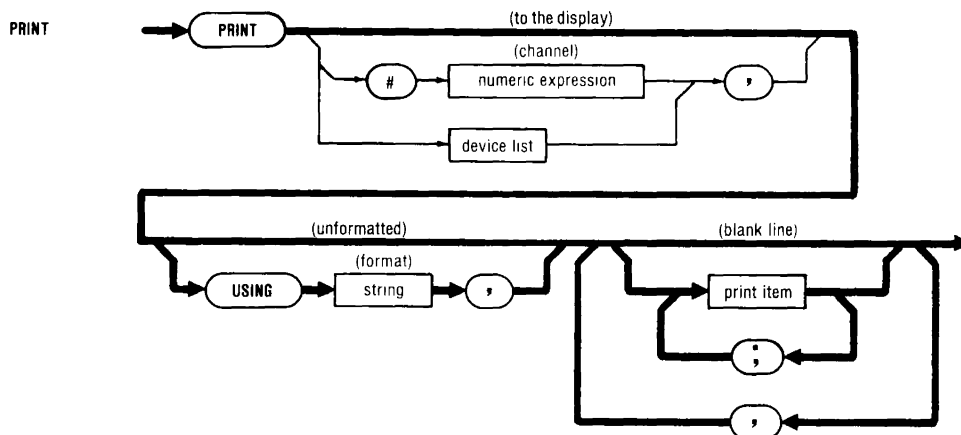 PRINT
PRINT
(to the display)
(channel)
#
numeric expression
,
device list
(unformatted)
(blank line)
(format)
USING
string
,
print item
;
,